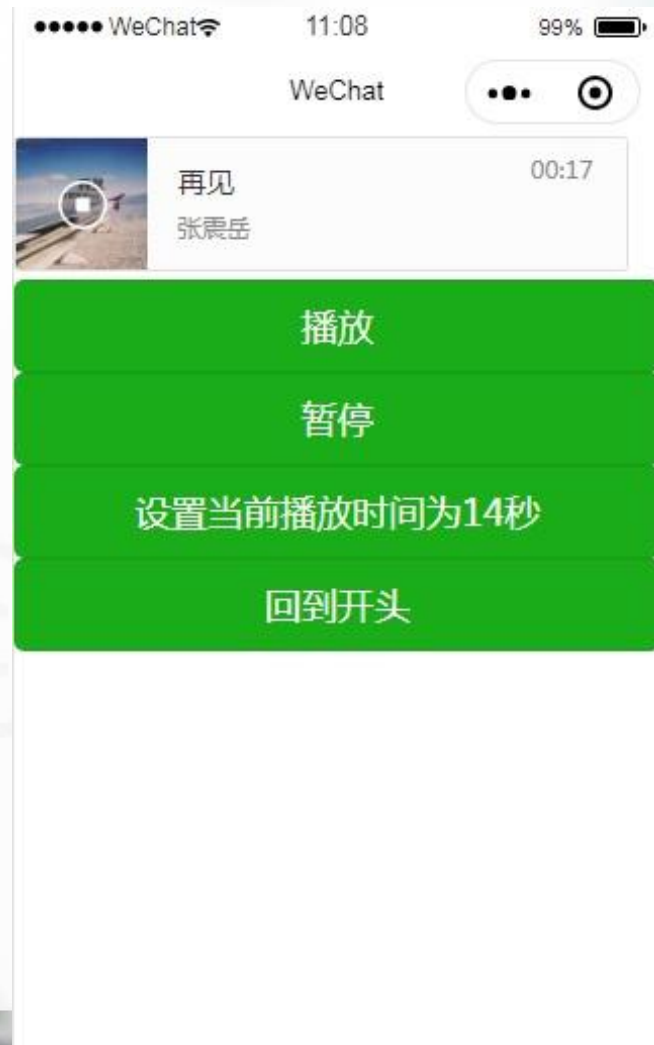 WeChat 11:08 99%
WeChat
再见 00:17
张震岳
播放
暂停
设置当前播放时间为14秒
回到开头